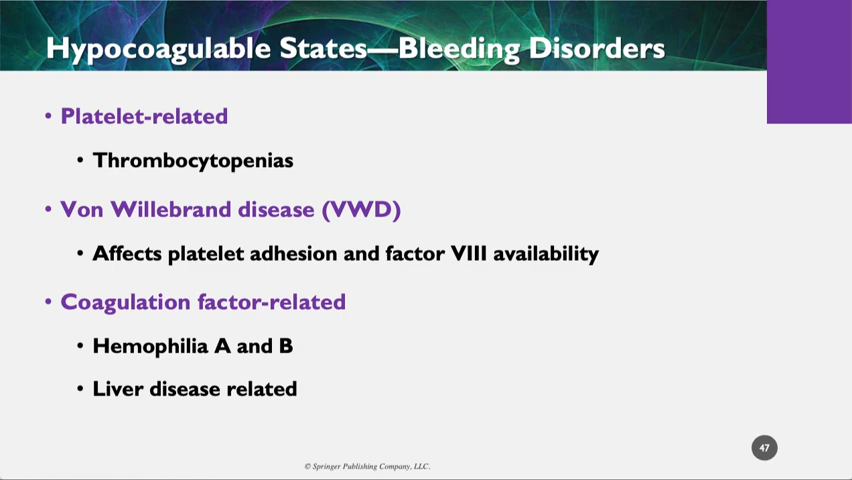 Hypocoagulable States—Bleeding Disorders
• Platelet-related
• Thrombocytopenias
• Von Willebrand disease (VWD)
• Affects platelet adhesion and factor VIII availability
• Coagulation factor-related
• Hemophilia A and B
• Liver disease related
47
© Springer Publishing Company, LLC.